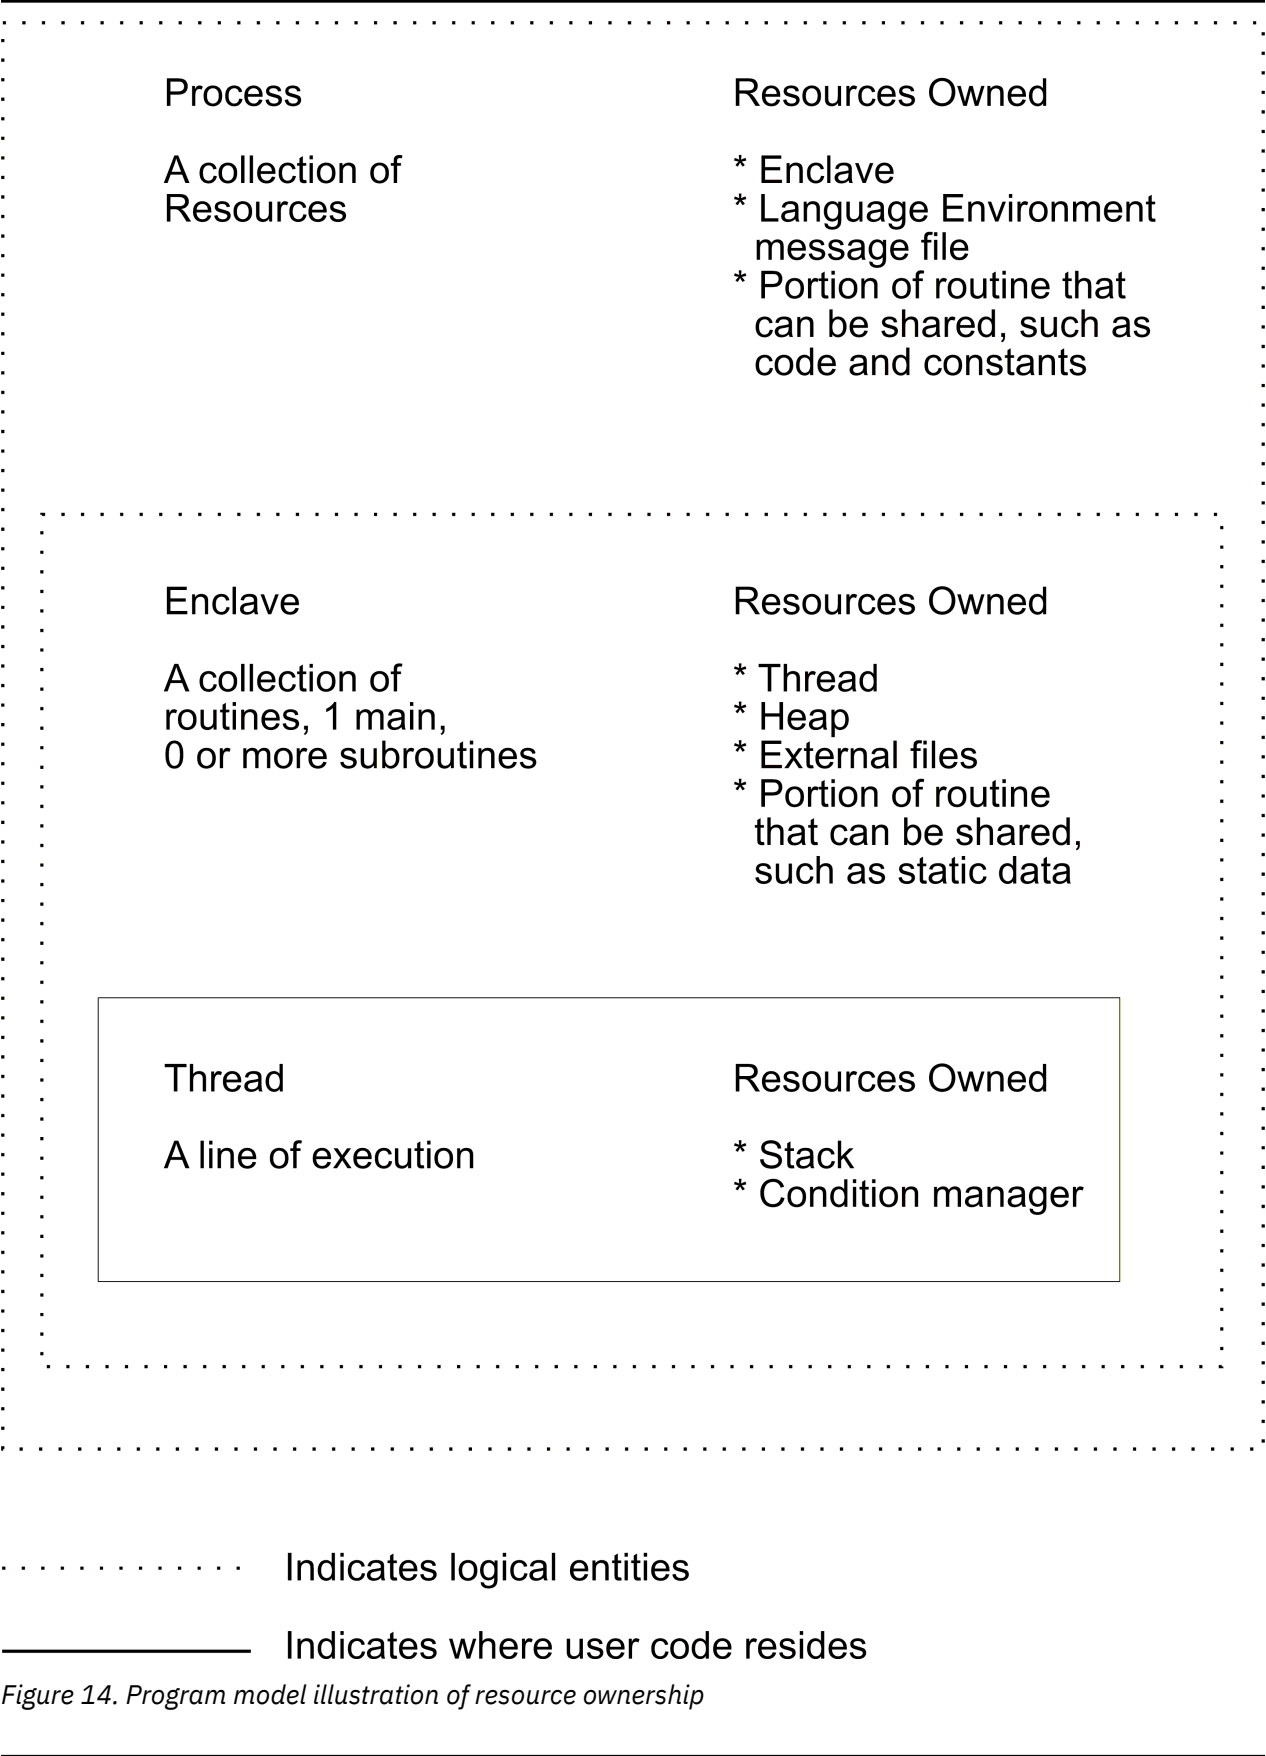 Process
Resources Owned
A collection of
Resources
* Enclave
* Language Environment
message file
* Portion of routine that
can be shared, such as
code and constants
Enclave
Resources Owned
A collection of
routines, 1 main,
0 or more subroutines
* Thread
* Heap
* External files
* Portion of routine
that can be shared,
such as static data
Thread
Resources Owned
A line of execution
* Stack
* Condition manager
Indicates logical entities
Indicates where user code resides
Figure 14. Program model illustration of resource ownership